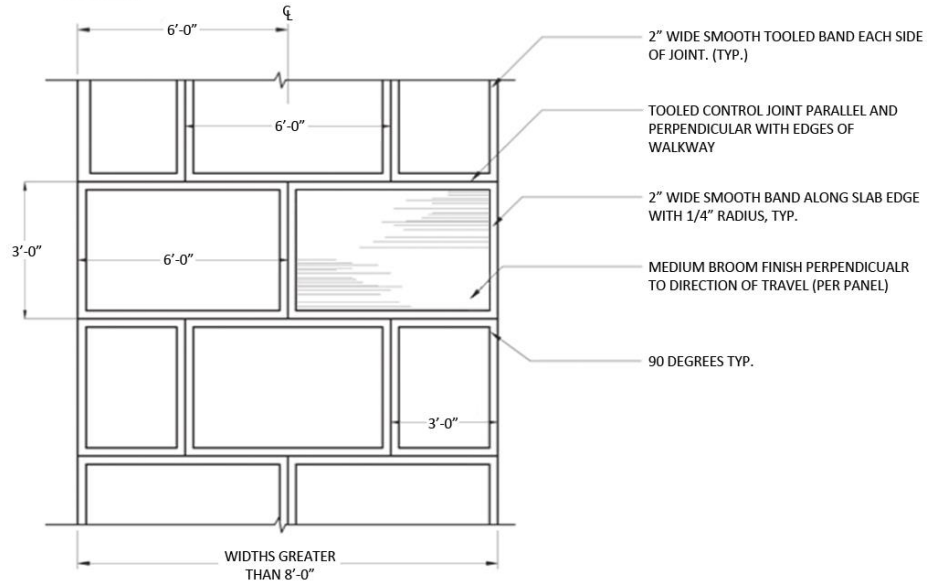 ℄
6'-0"
6'-0"
3'-0"
6'-0"
3'-0"
WIDTHS GREATER
THAN 8'-0"
2" WIDE SMOOTH TOOLED BAND EACH SIDE
OF JOINT. (TYP.)
TOOLED CONTROL JOINT PARALLEL AND
PERPENDICULAR WITH EDGES OF
WALKWAY
2" WIDE SMOOTH BAND ALONG SLAB EDGE
WITH 1/4" RADIUS, TYP.
MEDIUM BROOM FINISH PERPENDICUALR
TO DIRECTION OF TRAVEL (PER PANEL)
90 DEGREES TYP.